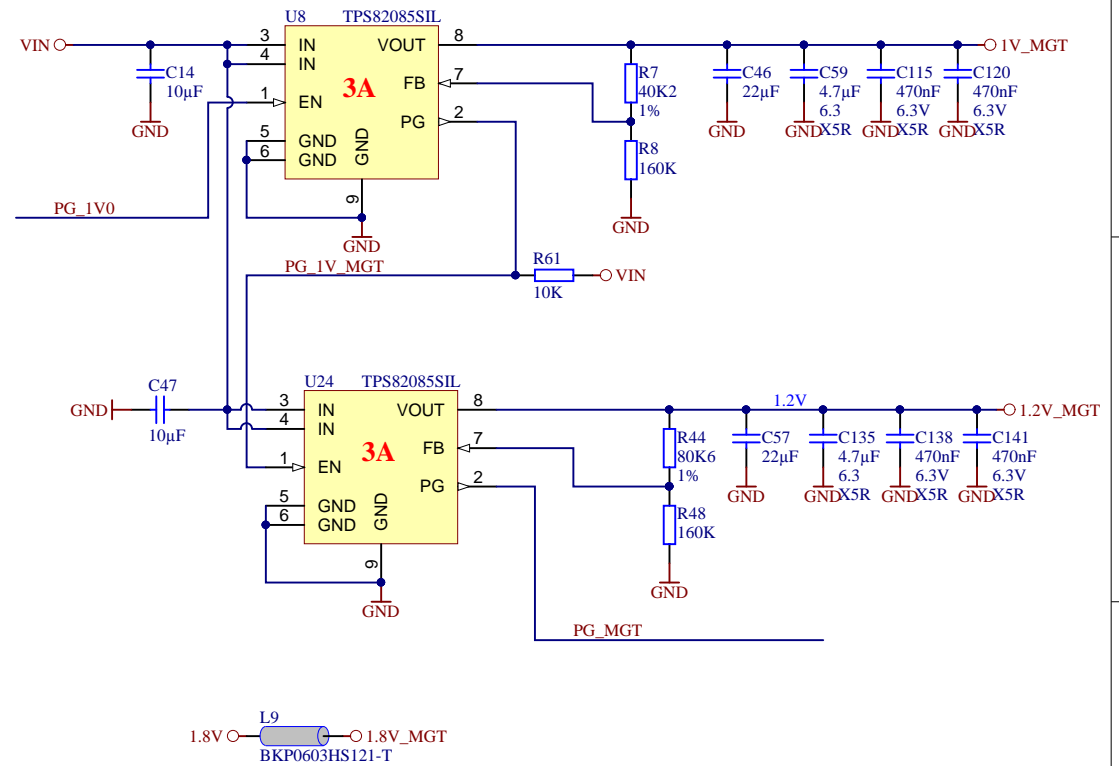 U8
TPS82085SIL
VIN
C14
10µF
GND
3
4
1
5
6
IN
IN
EN
GND
GND
GND
9
3A
VOUT
FB
PG
8
7
2
GND
R7
40K2
1%
R8
160K
GND
C46
22µF
GND
C59
4.7µF
6.3
X5R
GND
C115
470nF
6.3V
X5R
GND
C120
470nF
6.3V
X5R
GND
1V_MGT
PG_1V0
PG_1V_MGT
R61
10K
VIN
U24
TPS82085SIL
C47
10µF
GND
3
4
1
5
6
IN
IN
EN
GND
GND
GND
9
3A
VOUT
FB
PG
8
7
2
GND
R44
80K6
1%
R48
160K
GND
1.2V
C57
22µF
GND
C135
4.7µF
6.3
X5R
GND
C138
470nF
6.3V
X5R
GND
C141
470nF
6.3V
X5R
GND
1.2V_MGT
PG_MGT
L9
1.8V
1.8V_MGT
BKP0603HS121-T